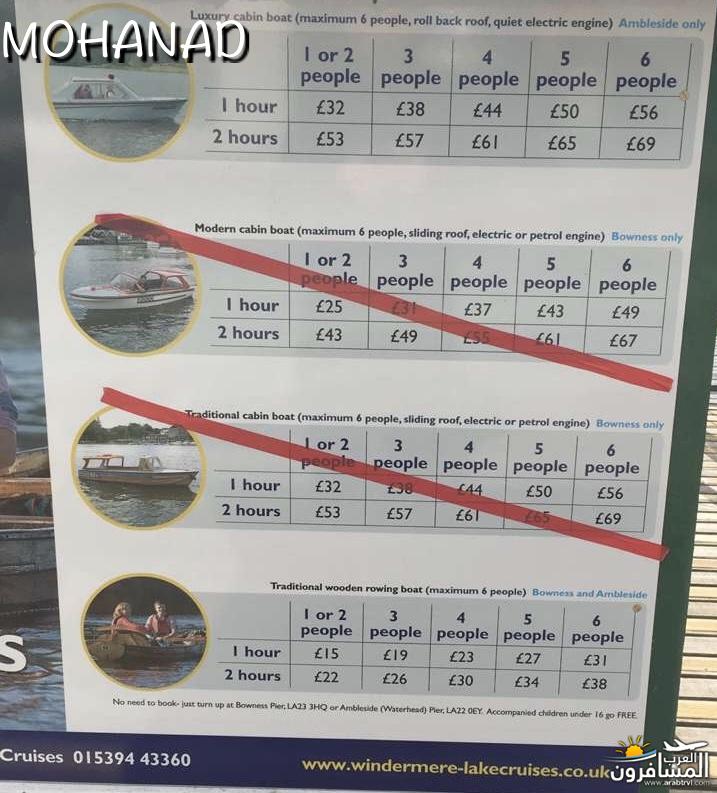 Luxury cabin boat (maximum 6 people, roll back roof, quiet electric engine) Ambleside only
MOHANAD
1 or 2 people 3 people 4 people 5 people 6 people
1 hour £32 £38 £44 £50 £56
2 hours £53 £57 £61 £65 £69
Modern cabin boat (maximum 6 people, sliding roof, electric or petrol engine) Bowness only
1 or 2 people 3 people 4 people 5 people 6 people
1 hour £25 £31 £37 £43 £49
2 hours £43 £49 £55 £61 £67
Traditional cabin boat (maximum 6 people, sliding roof, electric or petrol engine) Bowness only
1 or 2 people 3 people 4 people 5 people 6 people
1 hour £32 £38 £44 £50 £56
2 hours £53 £57 £61 £65 £69
Traditional wooden rowing boat (maximum 6 people) Bowness and Ambleside
1 or 2 people 3 people 4 people 5 people 6 people
1 hour £15 £19 £23 £27 £31
2 hours £22 £26 £30 £34 £38
s
No need to book- just turn up at Bowness Pier, LA23 3HQ or Ambleside (Waterhead) Pier, LA22 0EY. Accompanied children under 16 go FREE.
Cruises 015394 43360
www.windermere-lakecruises.co.uk
العرب
المسافرون
www.arabtrvl.com